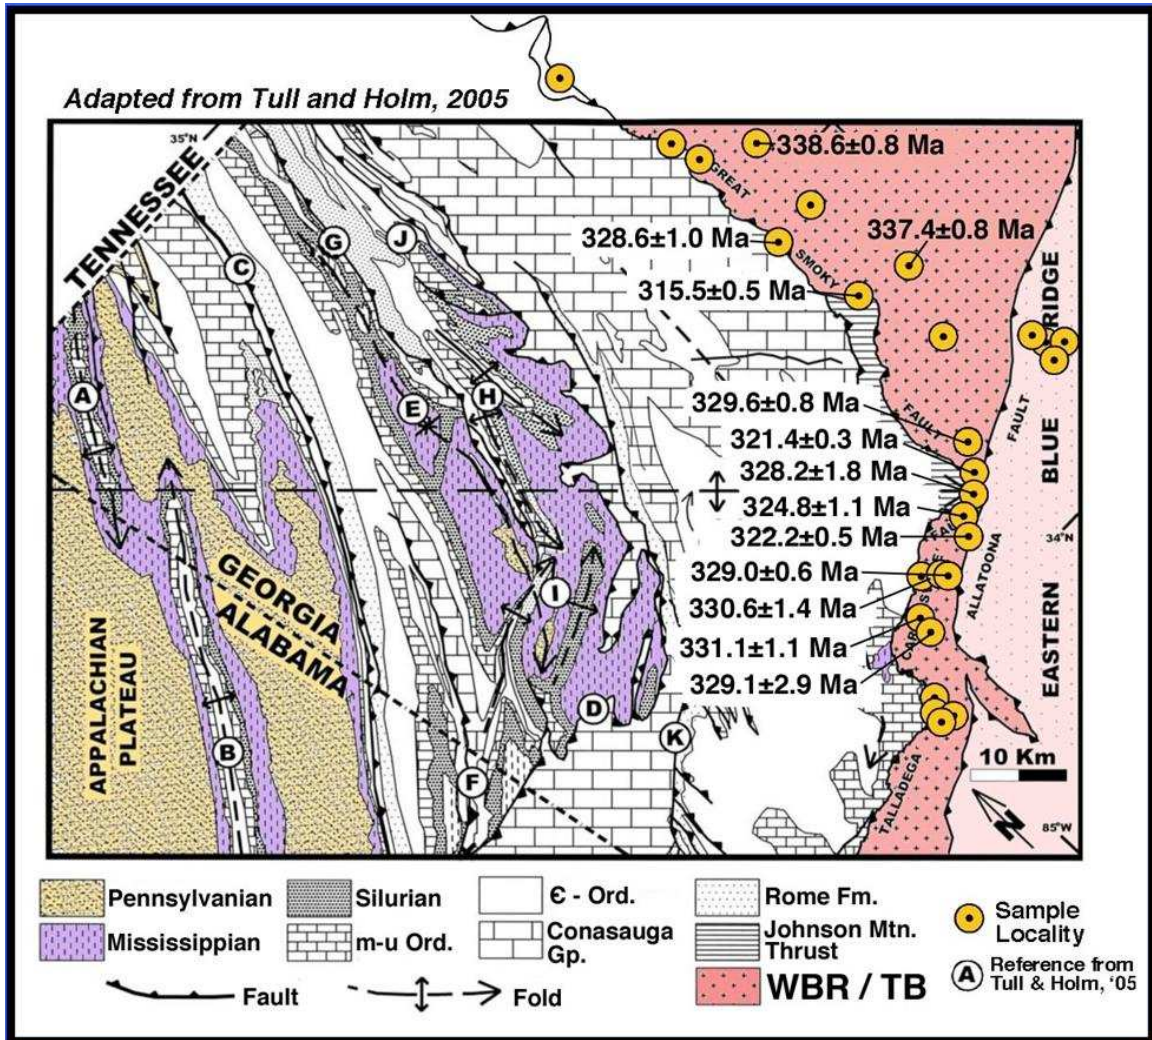 Adapted from Tull and Holm, 2005
35°N
TENNESSEE
GREAT
338.6±0.8 Ma
SMOKY
328.6±1.0 Ma
337.4±0.8 Ma
315.5±0.5 Ma
RIDGE
C
G
J
A
E
H
329.6±0.8 Ma
FAULT
FAULT
321.4±0.3 Ma
328.2±1.8 Ma
BLUE
324.8±1.1 Ma
322.2±0.5 Ma
34°N
ALLATOONA
GEORGIA
ALABAMA
329.0±0.6 Ma
I
330.6±1.4 Ma
331.1±1.1 Ma
EASTERN
329.1±2.9 Ma
APPALACHIAN
PLATEAU
D
K
B
F
10 Km
TALLADEGA
N
85°W
Pennsylvanian
Silurian
Є - Ord.
Rome Fm.
Sample
Locality
Mississippian
m-u Ord.
Conasauga
Gp.
Johnson Mtn.
Thrust
A Reference from
Tull & Holm, '05
Fault
Fold
WBR / TB